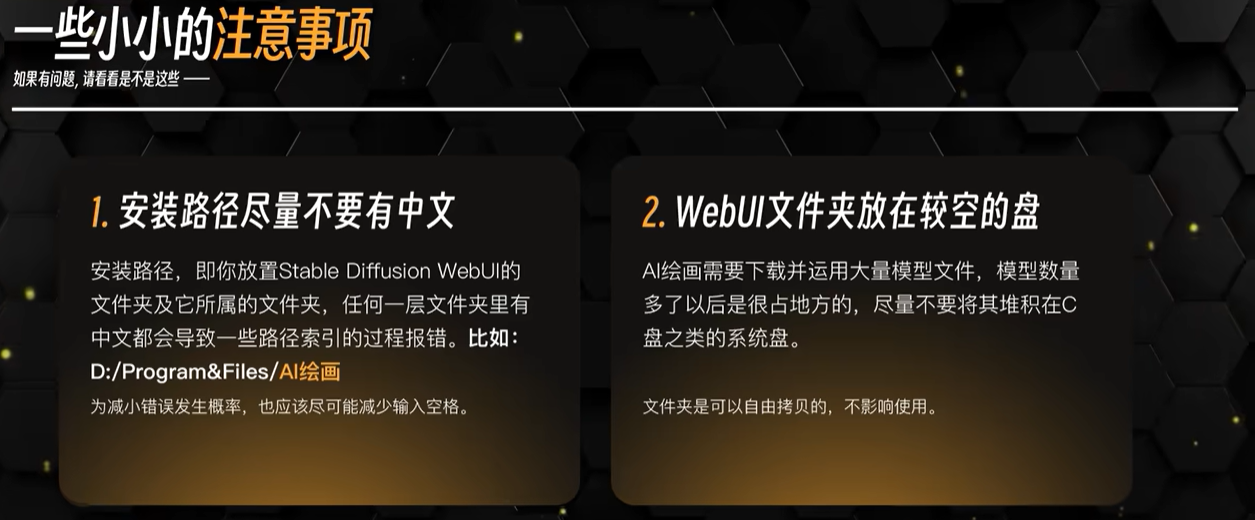 一些小小的注意事项
如果有问题,请看看是不是这些 ——
1. 安装路径尽量不要有中文
安装路径，即你放置Stable Diffusion WebUI的
文件夹及它所属的文件夹，任何一层文件夹里有
中文都会导致一些路径索引的过程报错。比如：
D:/Program&Files/AI绘画
为减小错误发生概率，也应该尽可能减少输入空格。
2. WebUI文件夹放在较空的盘
AI绘画需要下载并运用大量模型文件，模型数量
多了以后是很占地方的，尽量不要将其堆积在C
盘之类的系统盘。
文件夹是可以自由拷贝的，不影响使用。